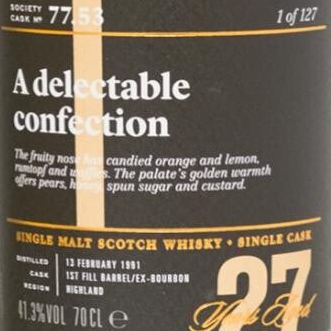 SOCIETY
CASK Nº 77.53 1 of 127
A delectable
confection
The fruity nose has candied orange and lemon,
rumtopf and waffles. The palate's golden warmth
offers pears, honey, spun sugar and custard.
SINGLE MALT SCOTCH WHISKY • SINGLE CASK
DISTILLED 13 FEBRUARY 1991
CASK 1ST FILL BARREL/EX-BOURBON
REGION HIGHLAND
27
Years Aged
41.3%VOL 70CL ℮